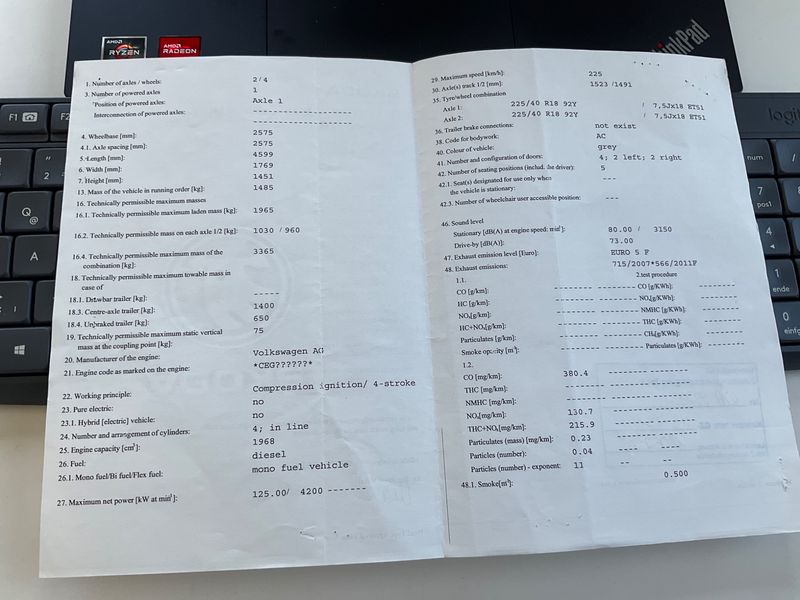 AMD
RYZEN
AMD
RADEON
ThinkPad
logi
F1
F2
2
Q
@
A
num
7
pos1
4
1
ende
0
einfg
1. Number of axles / wheels: 2/4
3. Number of powered axles 1
Position of powered axles: Axle 1
Interconnection of powered axles: --------------------
--------------------
4. Wheelbase [mm]: 2575
4.1. Axle spacing [mm]: 2575
5. Length [mm]: 4599
6. Width [mm]: 1769
7. Height [mm]: 1451
13. Mass of the vehicle in running order [kg]: 1485
16. Technically permissible maximum masses
16.1. Technically permissible maximum laden mass [kg]: 1965
16.2. Technically permissible mass on each axle 1/2 [kg]: 1030 / 960
16.4. Technically permissible maximum mass of the
combination [kg]: 3365
18. Technically permissible maximum towable mass in
case of
18.1. Drawbar trailer [kg]: -----
18.3. Centre-axle trailer [kg]: 1400
18.4. Unbraked trailer [kg]: 650
19. Technically permissible maximum static vertical
mass at the coupling point [kg]: 75
20. Manufacturer of the engine: Volkswagen AG
21. Engine code as marked on the engine: *CEG??????*
22. Working principle: Compression ignition/ 4-stroke
23. Pure electric: no
23.1. Hybrid [electric] vehicle: no
24. Number and arrangement of cylinders: 4; in line
25. Engine capacity [cm³]: 1968
26. Fuel: diesel
26.1. Mono fuel/Bi fuel/Flex fuel: mono fuel vehicle
27. Maximum net power [kW at min¹]: 125.00/ 4200 -------
29. Maximum speed [km/h]: 225
30. Axle(s) track 1/2 [mm]: 1523 /1491
35. Tyre/wheel combination
Axle 1: 225/40 R18 92Y / 7,5Jx18 ET51
Axle 2: 225/40 R18 92Y / 7,5Jx18 ET51
36. Trailer brake connections: not exist
38. Code for bodywork: AC
40. Colour of vehicle: grey
41. Number and configuration of doors: 4; 2 left; 2 right
42. Number of seating positions (includ. the driver): 5
42.1. Seat(s) designated for use only when
the vehicle is stationary: ---
42.3. Number of wheelchair user accessible position: ---
46. Sound level
Stationary [dB(A) at engine speed: min¹]: 80.00 / 3150
Drive-by [dB(A)]: 73.00
47. Exhaust emission level [Euro]: EURO 5 F
48. Exhaust emissions: 715/2007*566/2011F
1.1. 2.test procedure
CO [g/km]: CO [g/KWh]:
HC [g/km]: NOx[g/KWh]:
NOx[g/km]: NMHC [g/KWh]:
HC+NOx[g/km]: THC [g/KWh]:
Particulates [g/km]: CH4[g/KWh]:
Smoke opacity [m¹]: Particulates [g/KWh]:
1.2.
CO [mg/km]: 380.4
THC [mg/km]:
NMHC [mg/km]:
NOx[mg/km]: 130.7
THC+NOx[mg/km]: 215.9
Particulates (mass) [mg/km]: 0.23
Particles (number): 0.04
Particles (number) - exponent: 11
48.1. Smoke[m¹]: 0.500